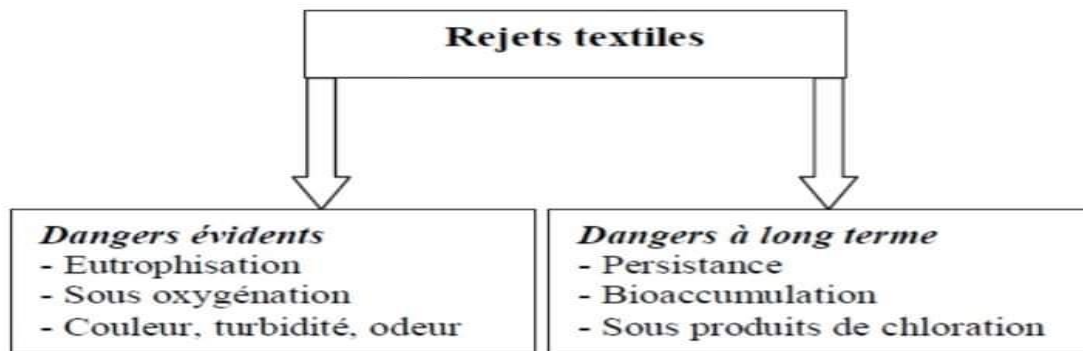 Rejets textiles
Dangers évidents
- Eutrophisation
- Sous oxygénation
- Couleur, turbidité, odeur
Dangers à long terme
- Persistance
- Bioaccumulation
- Sous produits de chloration